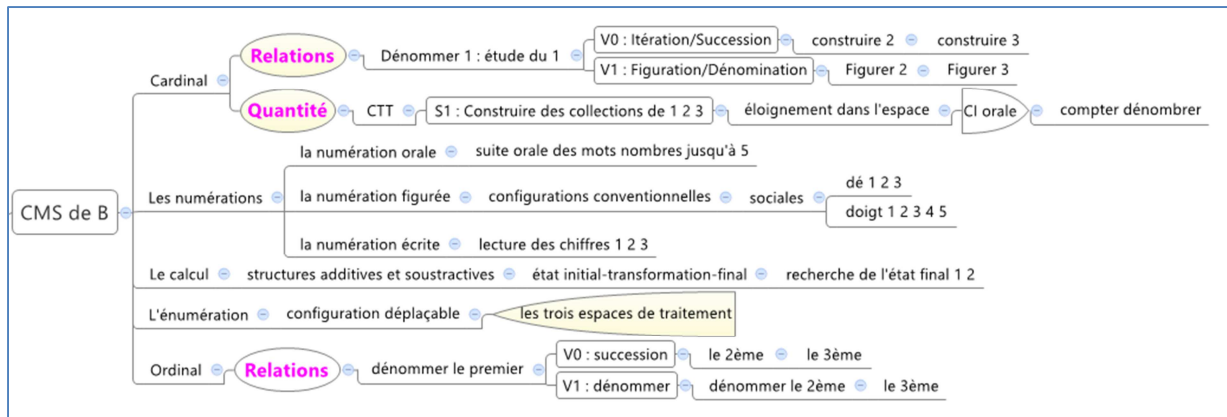 CMS de B
Cardinal
Relations
Dénommer 1 : étude du 1
V0 : Itération/Succession
construire 2
construire 3
V1 : Figuration/Dénomination
Figurer 2
Figurer 3
Quantité
CTT
S1 : Construire des collections de 1 2 3
éloignement dans l'espace
CI orale
compter dénombrer
Les numérations
la numération orale
suite orale des mots nombres jusqu'à 5
la numération figurée
configurations conventionnelles
sociales
dé 1 2 3
doigt 1 2 3 4 5
la numération écrite
lecture des chiffres 1 2 3
Le calcul
structures additives et soustractives
état initial-transformation-final
recherche de l'état final 1 2
L'énumération
configuration déplaçable
les trois espaces de traitement
Ordinal
Relations
dénommer le premier
V0 : succession
le 2ème
le 3ème
V1 : dénommer
dénommer le 2ème
le 3ème